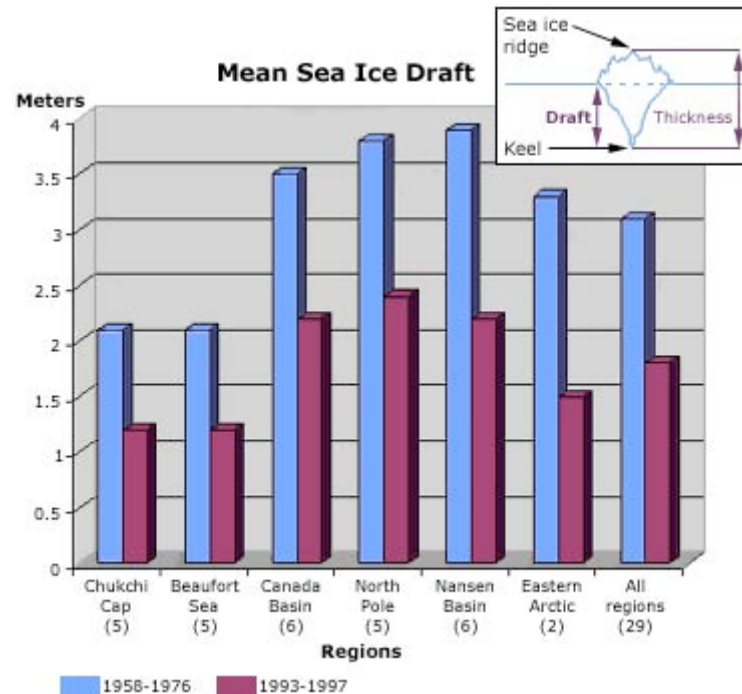 Mean Sea Ice Draft
Sea ice
ridge
Draft
Thickness
Keel
Meters
4
3.5
3
2.5
2
1.5
1
0.5
0
Chukchi
Cap
(5)
Beaufort
Sea
(5)
Canada
Basin
(6)
North
Pole
(5)
Nansen
Basin
(6)
Eastern
Arctic
(2)
All
regions
(29)
Regions
1958-1976
1993-1997